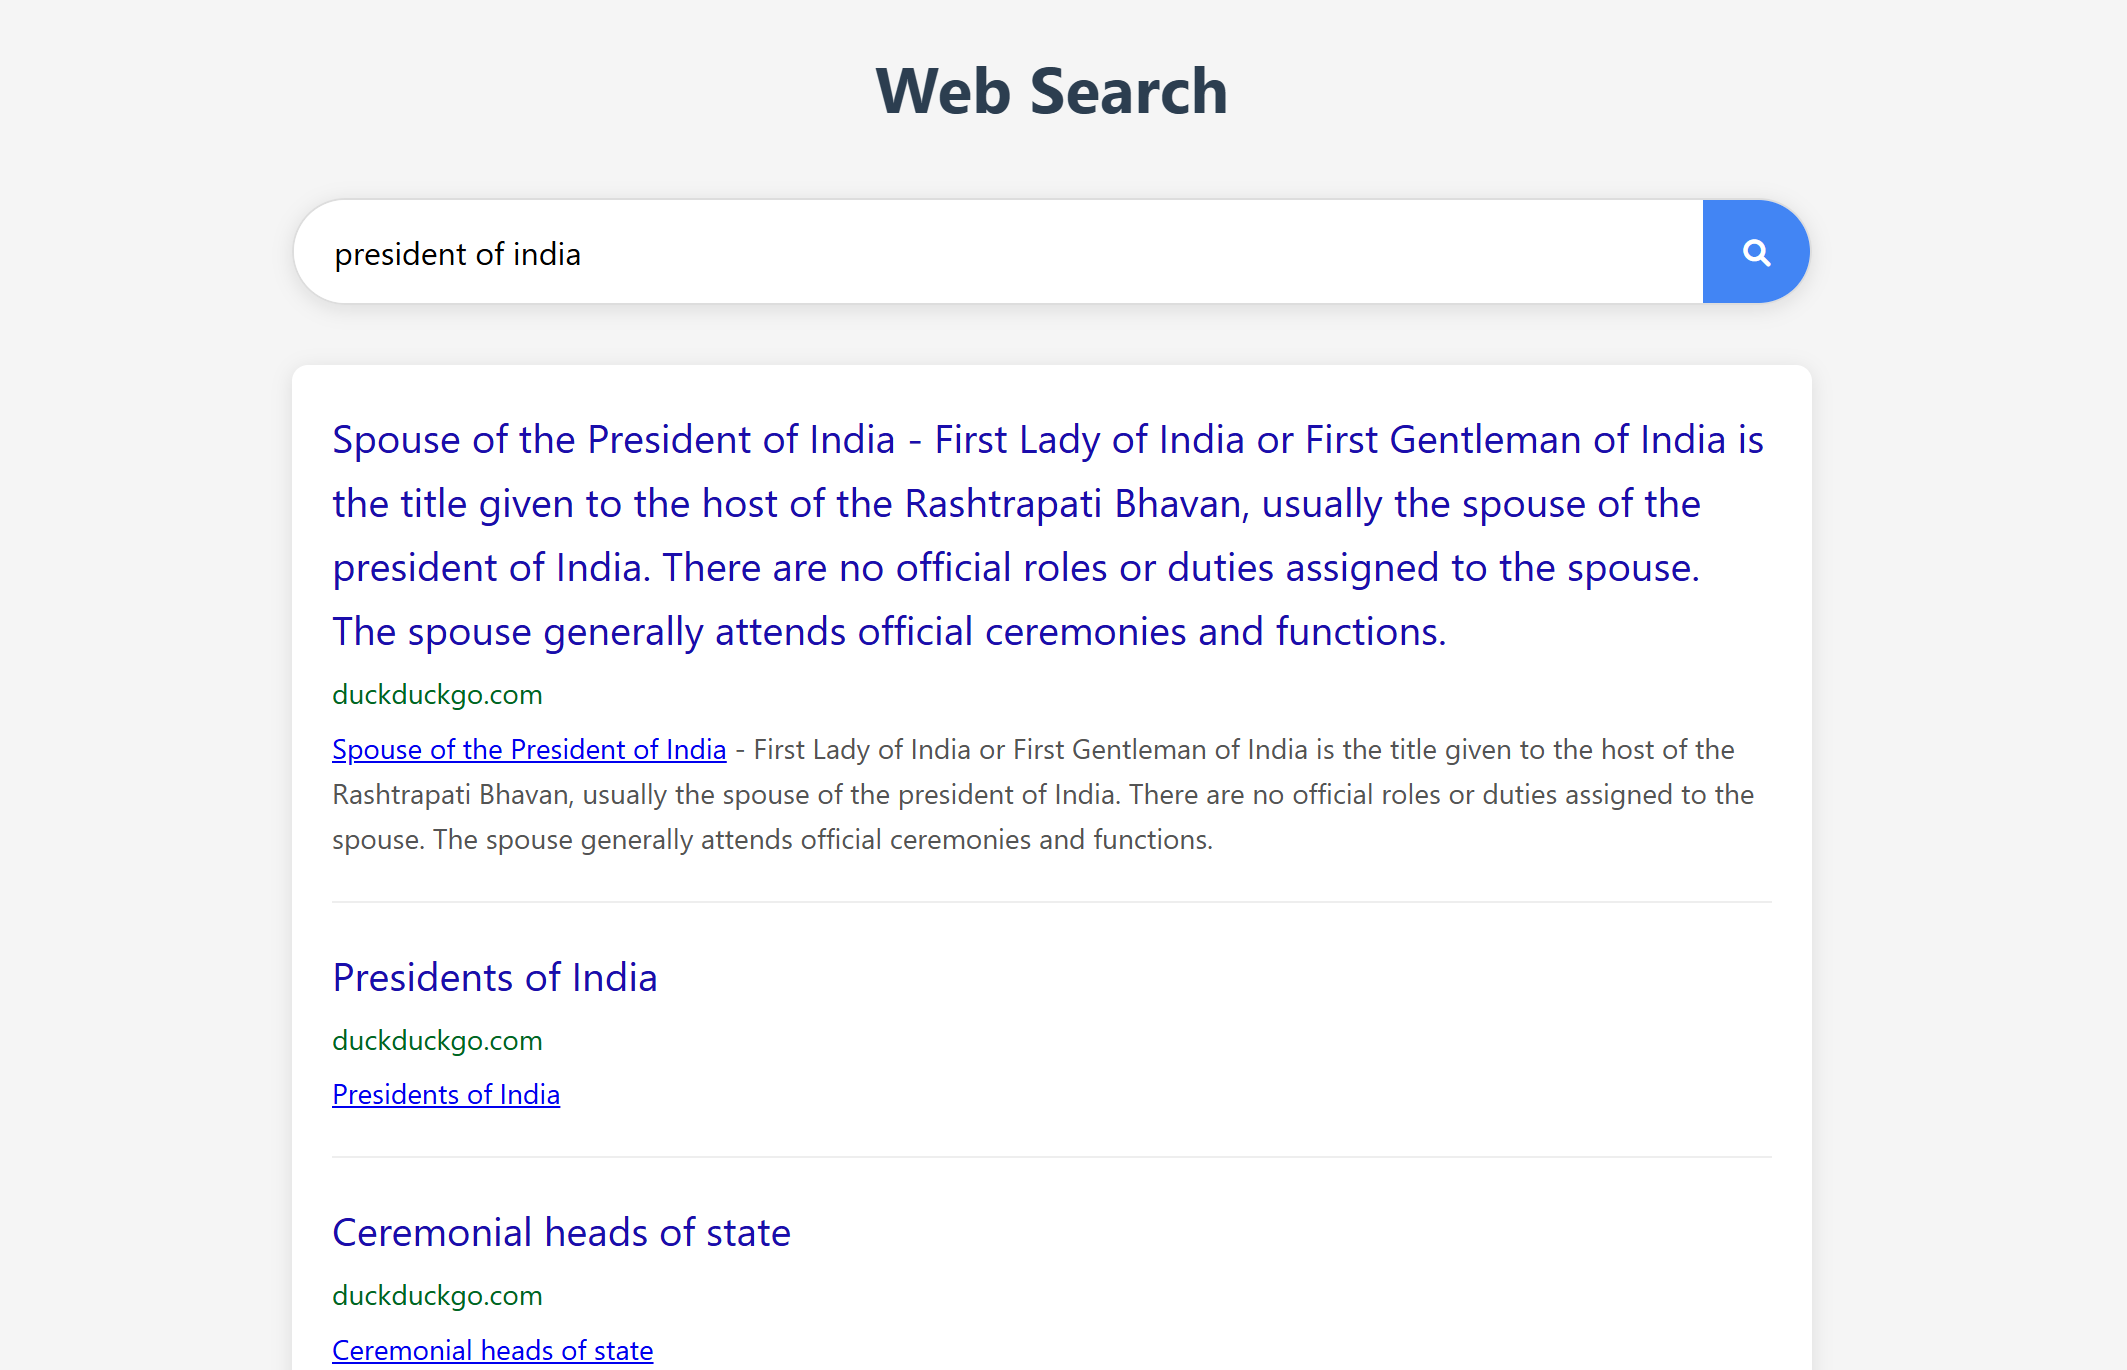 Web Search
president of india
Spouse of the President of India - First Lady of India or First Gentleman of India is
the title given to the host of the Rashtrapati Bhavan, usually the spouse of the
president of India. There are no official roles or duties assigned to the spouse.
The spouse generally attends official ceremonies and functions.
duckduckgo.com
Spouse of the President of India - First Lady of India or First Gentleman of India is the title given to the host of the
Rashtrapati Bhavan, usually the spouse of the president of India. There are no official roles or duties assigned to the
spouse. The spouse generally attends official ceremonies and functions.
Presidents of India
duckduckgo.com
Presidents of India
Ceremonial heads of state
duckduckgo.com
Ceremonial heads of state